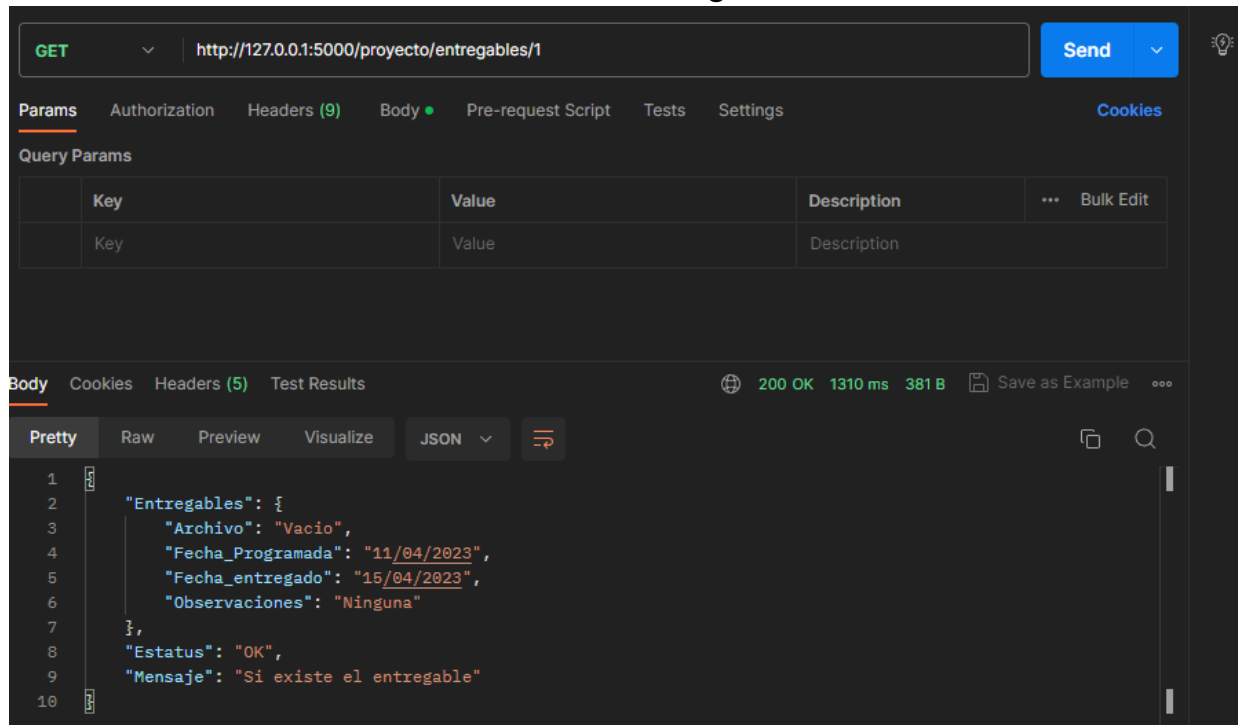 GET http://127.0.0.1:5000/proyecto/entregables/1 Send
Params Authorization Headers (9) Body Pre-request Script Tests Settings Cookies
Query Params
Key Value Description ••• Bulk Edit
Key Value Description
Body Cookies Headers (5) Test Results 200 OK 1310 ms 381 B Save as Example
Pretty Raw Preview Visualize JSON
1 {
2 "Entregables": {
3 "Archivo": "Vacio",
4 "Fecha_Programada": "11/04/2023",
5 "Fecha_entregado": "15/04/2023",
6 "Observaciones": "Ninguna"
7 },
8 "Estatus": "OK",
9 "Mensaje": "Si existe el entregable"
10 }